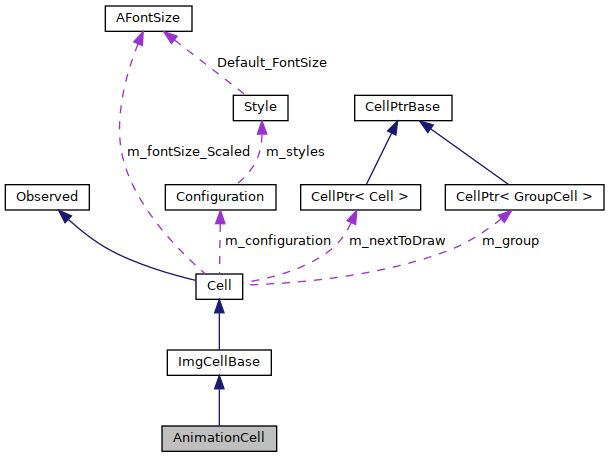 AFontSize
Default_FontSize
Style
CellPtrBase
m_fontSize_Scaled
m_styles
Observed
Configuration
CellPtr< Cell >
CellPtr< GroupCell >
m_configuration
m_nextToDraw
m_group
Cell
ImgCellBase
AnimationCell